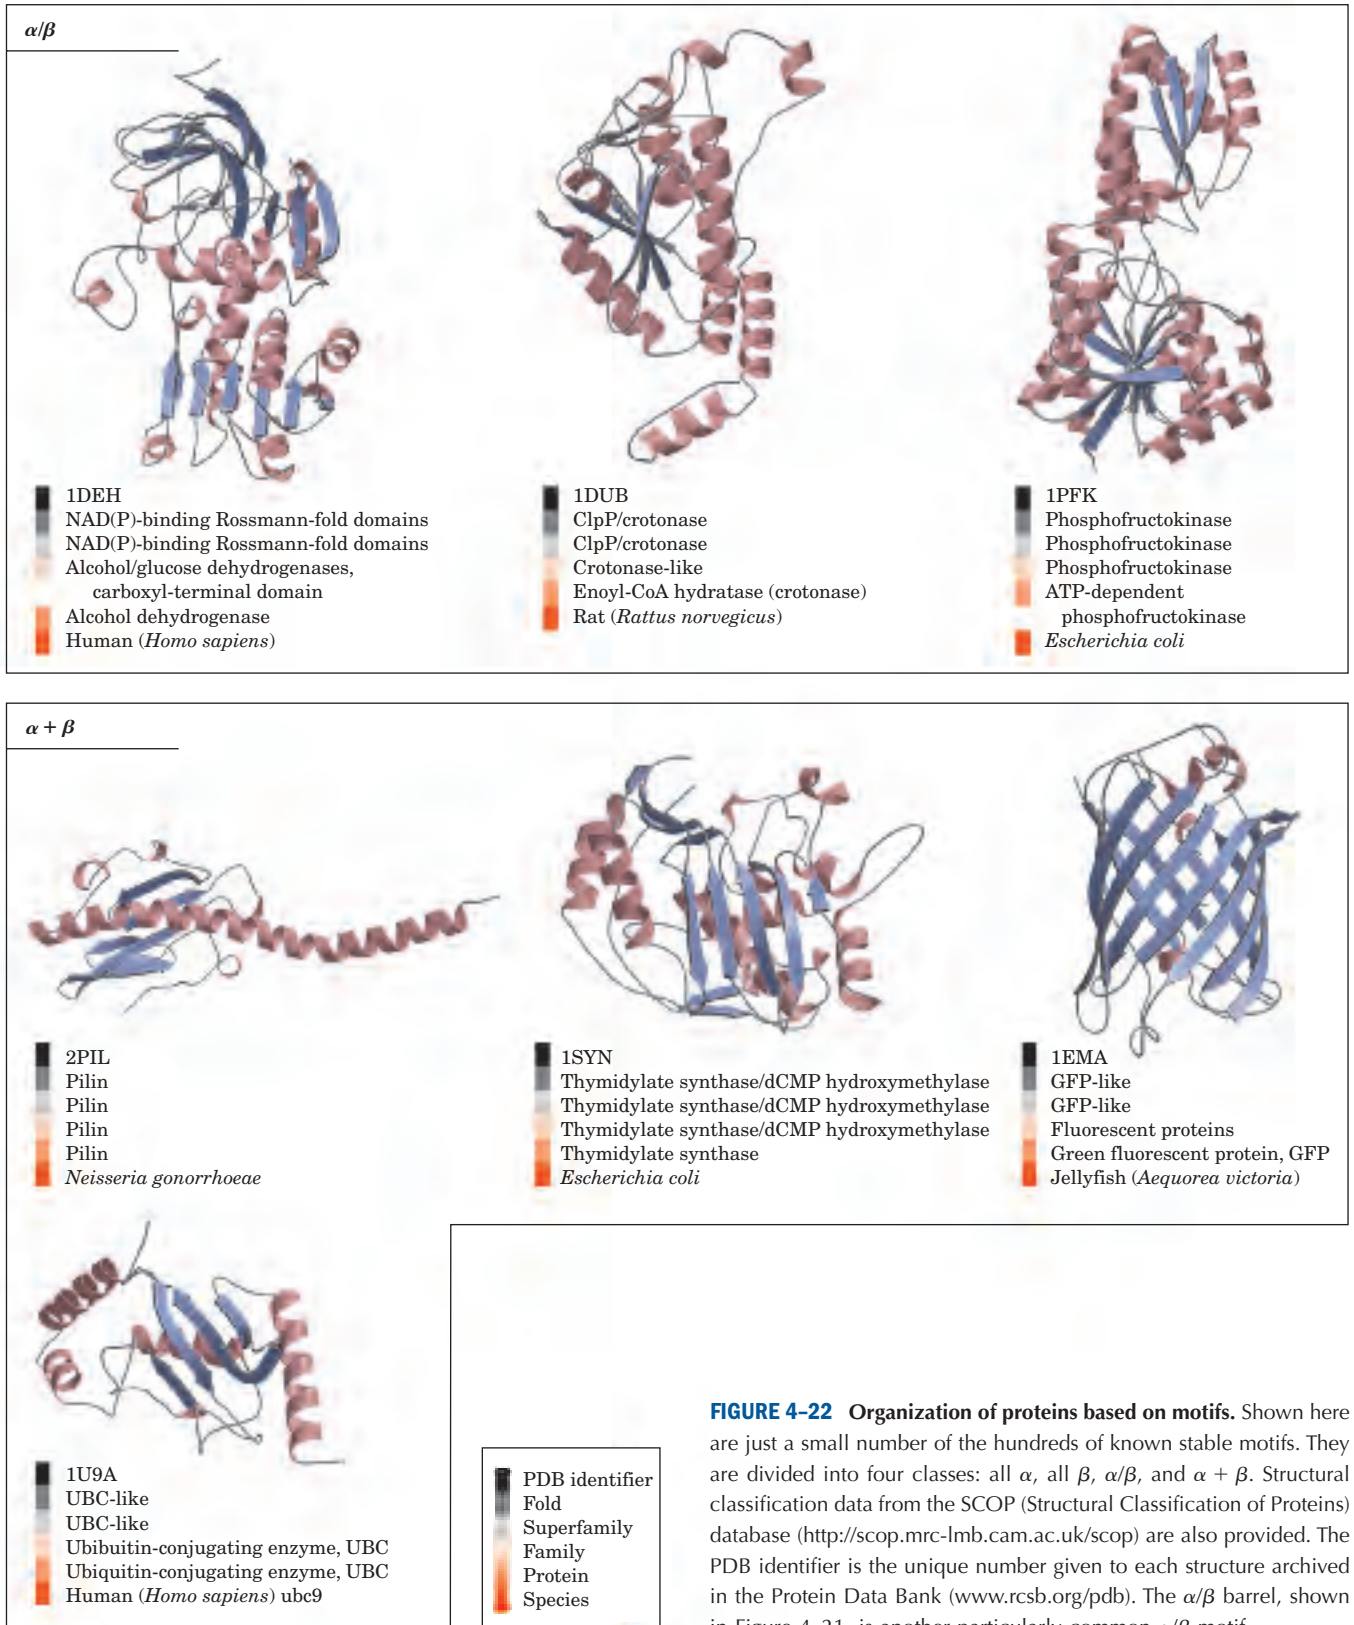 α/β
1DEH
NAD(P)-binding Rossmann-fold domains
NAD(P)-binding Rossmann-fold domains
Alcohol/glucose dehydrogenases,
carboxyl-terminal domain
Alcohol dehydrogenase
Human (Homo sapiens)
1DUB
ClpP/crotonase
ClpP/crotonase
Crotonase-like
Enoyl-CoA hydratase (crotonase)
Rat (Rattus norvegicus)
1PFK
Phosphofructokinase
Phosphofructokinase
Phosphofructokinase
ATP-dependent
phosphofructokinase
Escherichia coli
α + β
2PIL
Pilin
Pilin
Pilin
Pilin
Neisseria gonorrhoeae
1SYN
Thymidylate synthase/dCMP hydroxymethylase
Thymidylate synthase/dCMP hydroxymethylase
Thymidylate synthase/dCMP hydroxymethylase
Thymidylate synthase
Escherichia coli
1EMA
GFP-like
GFP-like
Fluorescent proteins
Green fluorescent protein, GFP
Jellyfish (Aequorea victoria)
1U9A
UBC-like
UBC-like
Ubibuitin-conjugating enzyme, UBC
Ubiquitin-conjugating enzyme, UBC
Human (Homo sapiens) ubc9
PDB identifier
Fold
Superfamily
Family
Protein
Species
FIGURE 4–22 Organization of proteins based on motifs. Shown here
are just a small number of the hundreds of known stable motifs. They
are divided into four classes: all α, all β, α/β, and α + β. Structural
classification data from the SCOP (Structural Classification of Proteins)
database (http://scop.mrc-lmb.cam.ac.uk/scop) are also provided. The
PDB identifier is the unique number given to each structure archived
in the Protein Data Bank (www.rcsb.org/pdb). The α/β barrel, shown
in Figure 4–21, is another particularly common α/β motif.